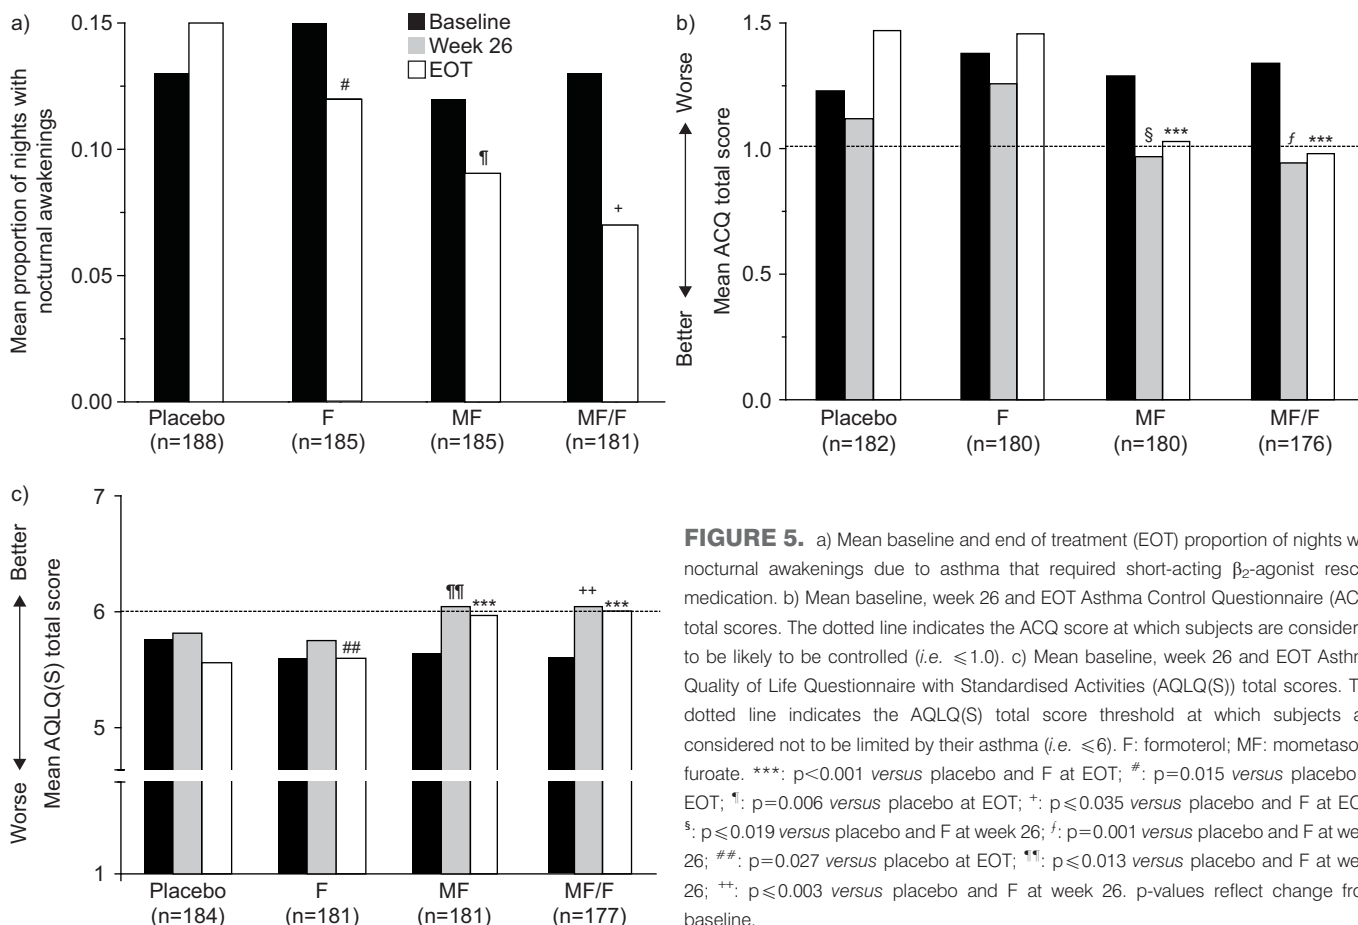 a)
Mean proportion of nights with
nocturnal awakenings
0.15
0.10
0.05
0.00
Baseline
Week 26
EOT
#
¶
+
Placebo
F
MF
MF/F
(n=188)
(n=185)
(n=185)
(n=181)
b)
Worse
Better
Mean ACQ total score
1.5
1.0
0.5
0.0
§
***
ƒ
***
Placebo
F
MF
MF/F
(n=182)
(n=180)
(n=180)
(n=176)
c)
Better
Worse
Mean AQLQ(S) total score
7
6
5
1
##
¶¶
***
++
***
Placebo
F
MF
MF/F
(n=184)
(n=181)
(n=181)
(n=177)
FIGURE 5. a) Mean baseline and end of treatment (EOT) proportion of nights w
nocturnal awakenings due to asthma that required short-acting β2-agonist resc
medication. b) Mean baseline, week 26 and EOT Asthma Control Questionnaire (AC
total scores. The dotted line indicates the ACQ score at which subjects are consider
to be likely to be controlled (i.e. ≤1.0). c) Mean baseline, week 26 and EOT Asthm
Quality of Life Questionnaire with Standardised Activities (AQLQ(S)) total scores. T
dotted line indicates the AQLQ(S) total score threshold at which subjects a
considered not to be limited by their asthma (i.e. ≤6). F: formoterol; MF: mometaso
furoate. ***: p<0.001 versus placebo and F at EOT; #: p=0.015 versus placebo
EOT; ¶: p=0.006 versus placebo at EOT; +: p≤0.035 versus placebo and F at EO
§: p≤0.019 versus placebo and F at week 26; ƒ: p=0.001 versus placebo and F at we
26; ##: p=0.027 versus placebo at EOT; ¶¶: p≤0.013 versus placebo and F at we
26; ++: p≤0.003 versus placebo and F at week 26. p-values reflect change fro
baseline.